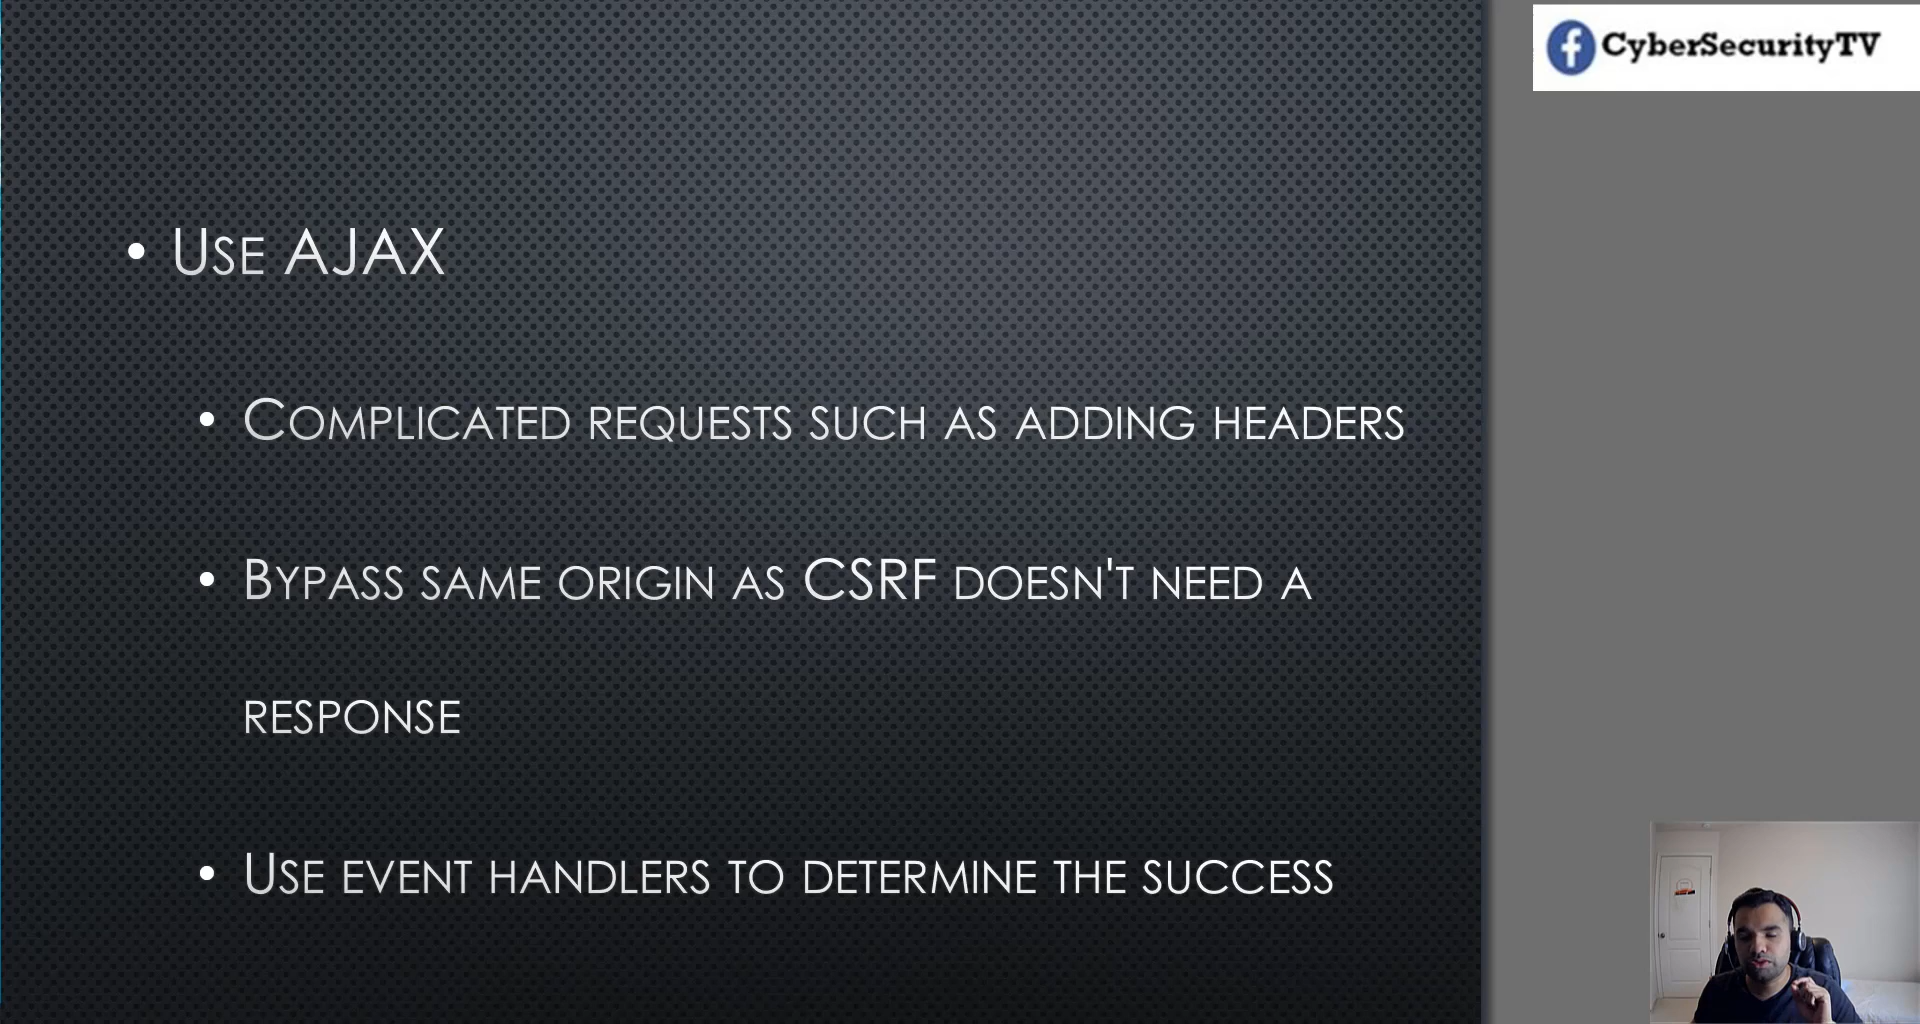 CyberSecurityTV
• Use AJAX
• Complicated requests such as adding headers
• Bypass same origin as CSRF doesn't need a
response
• Use event handlers to determine the success